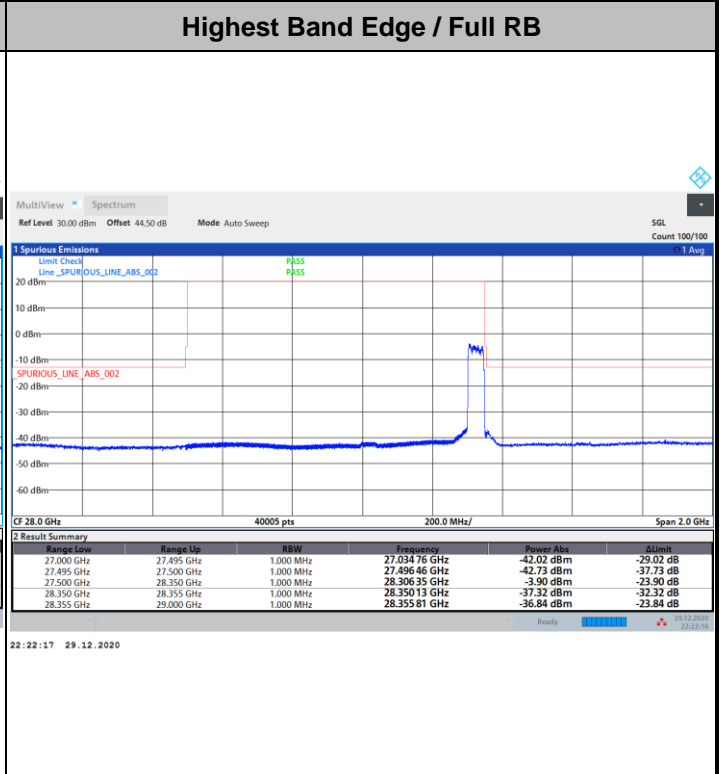 Highest Band Edge / Full RB
MultiView Spectrum
Ref Level 30.00 dBm Offset 44.50 dB Mode Auto Sweep SGL
Count 100/100
1 Spurious Emissions 1 Avg
Limit Check PASS
Line _SPURIOUS_LINE_ABS_002 PASS
20 dBm
10 dBm
0 dBm
-10 dBm
_SPURIOUS_LINE_ABS_002
-20 dBm
-30 dBm
-40 dBm
-50 dBm
-60 dBm
CF 28.0 GHz 40005 pts 200.0 MHz/ Span 2.0 GHz
2 Result Summary
Range Low Range Up RBW Frequency Power Abs ΔLimit
27.000 GHz 27.495 GHz 1.000 MHz 27.034 76 GHz -42.02 dBm -29.02 dB
27.495 GHz 27.500 GHz 1.000 MHz 27.496 46 GHz -42.73 dBm -37.73 dB
27.500 GHz 28.350 GHz 1.000 MHz 28.306 35 GHz -3.90 dBm -23.90 dB
28.350 GHz 28.355 GHz 1.000 MHz 28.350 13 GHz -37.32 dBm -32.32 dB
28.355 GHz 29.000 GHz 1.000 MHz 28.355 81 GHz -36.84 dBm -23.84 dB
Ready 29.12.2020
22:22:16
22:22:17 29.12.2020